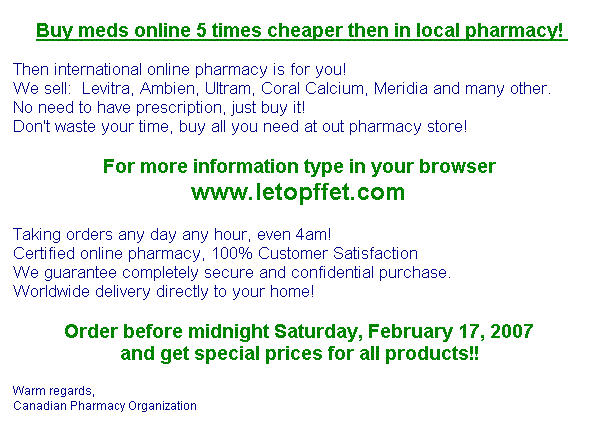 Buy meds online 5 times cheaper then in local pharmacy!
Then international online pharmacy is for you!
We sell:  Levitra, Ambien, Ultram, Coral Calcium, Meridia and many other.
No need to have prescription, just buy it!
Don't waste your time, buy all you need at out pharmacy store!
For more information type in your browser
www.letopffet.com
Taking orders any day any hour, even 4am!
Certified online pharmacy, 100% Customer Satisfaction
We guarantee completely secure and confidential purchase.
Worldwide delivery directly to your home!
Order before midnight Saturday, February 17, 2007
and get special prices for all products!!
Warm regards,
Canadian Pharmacy Organization